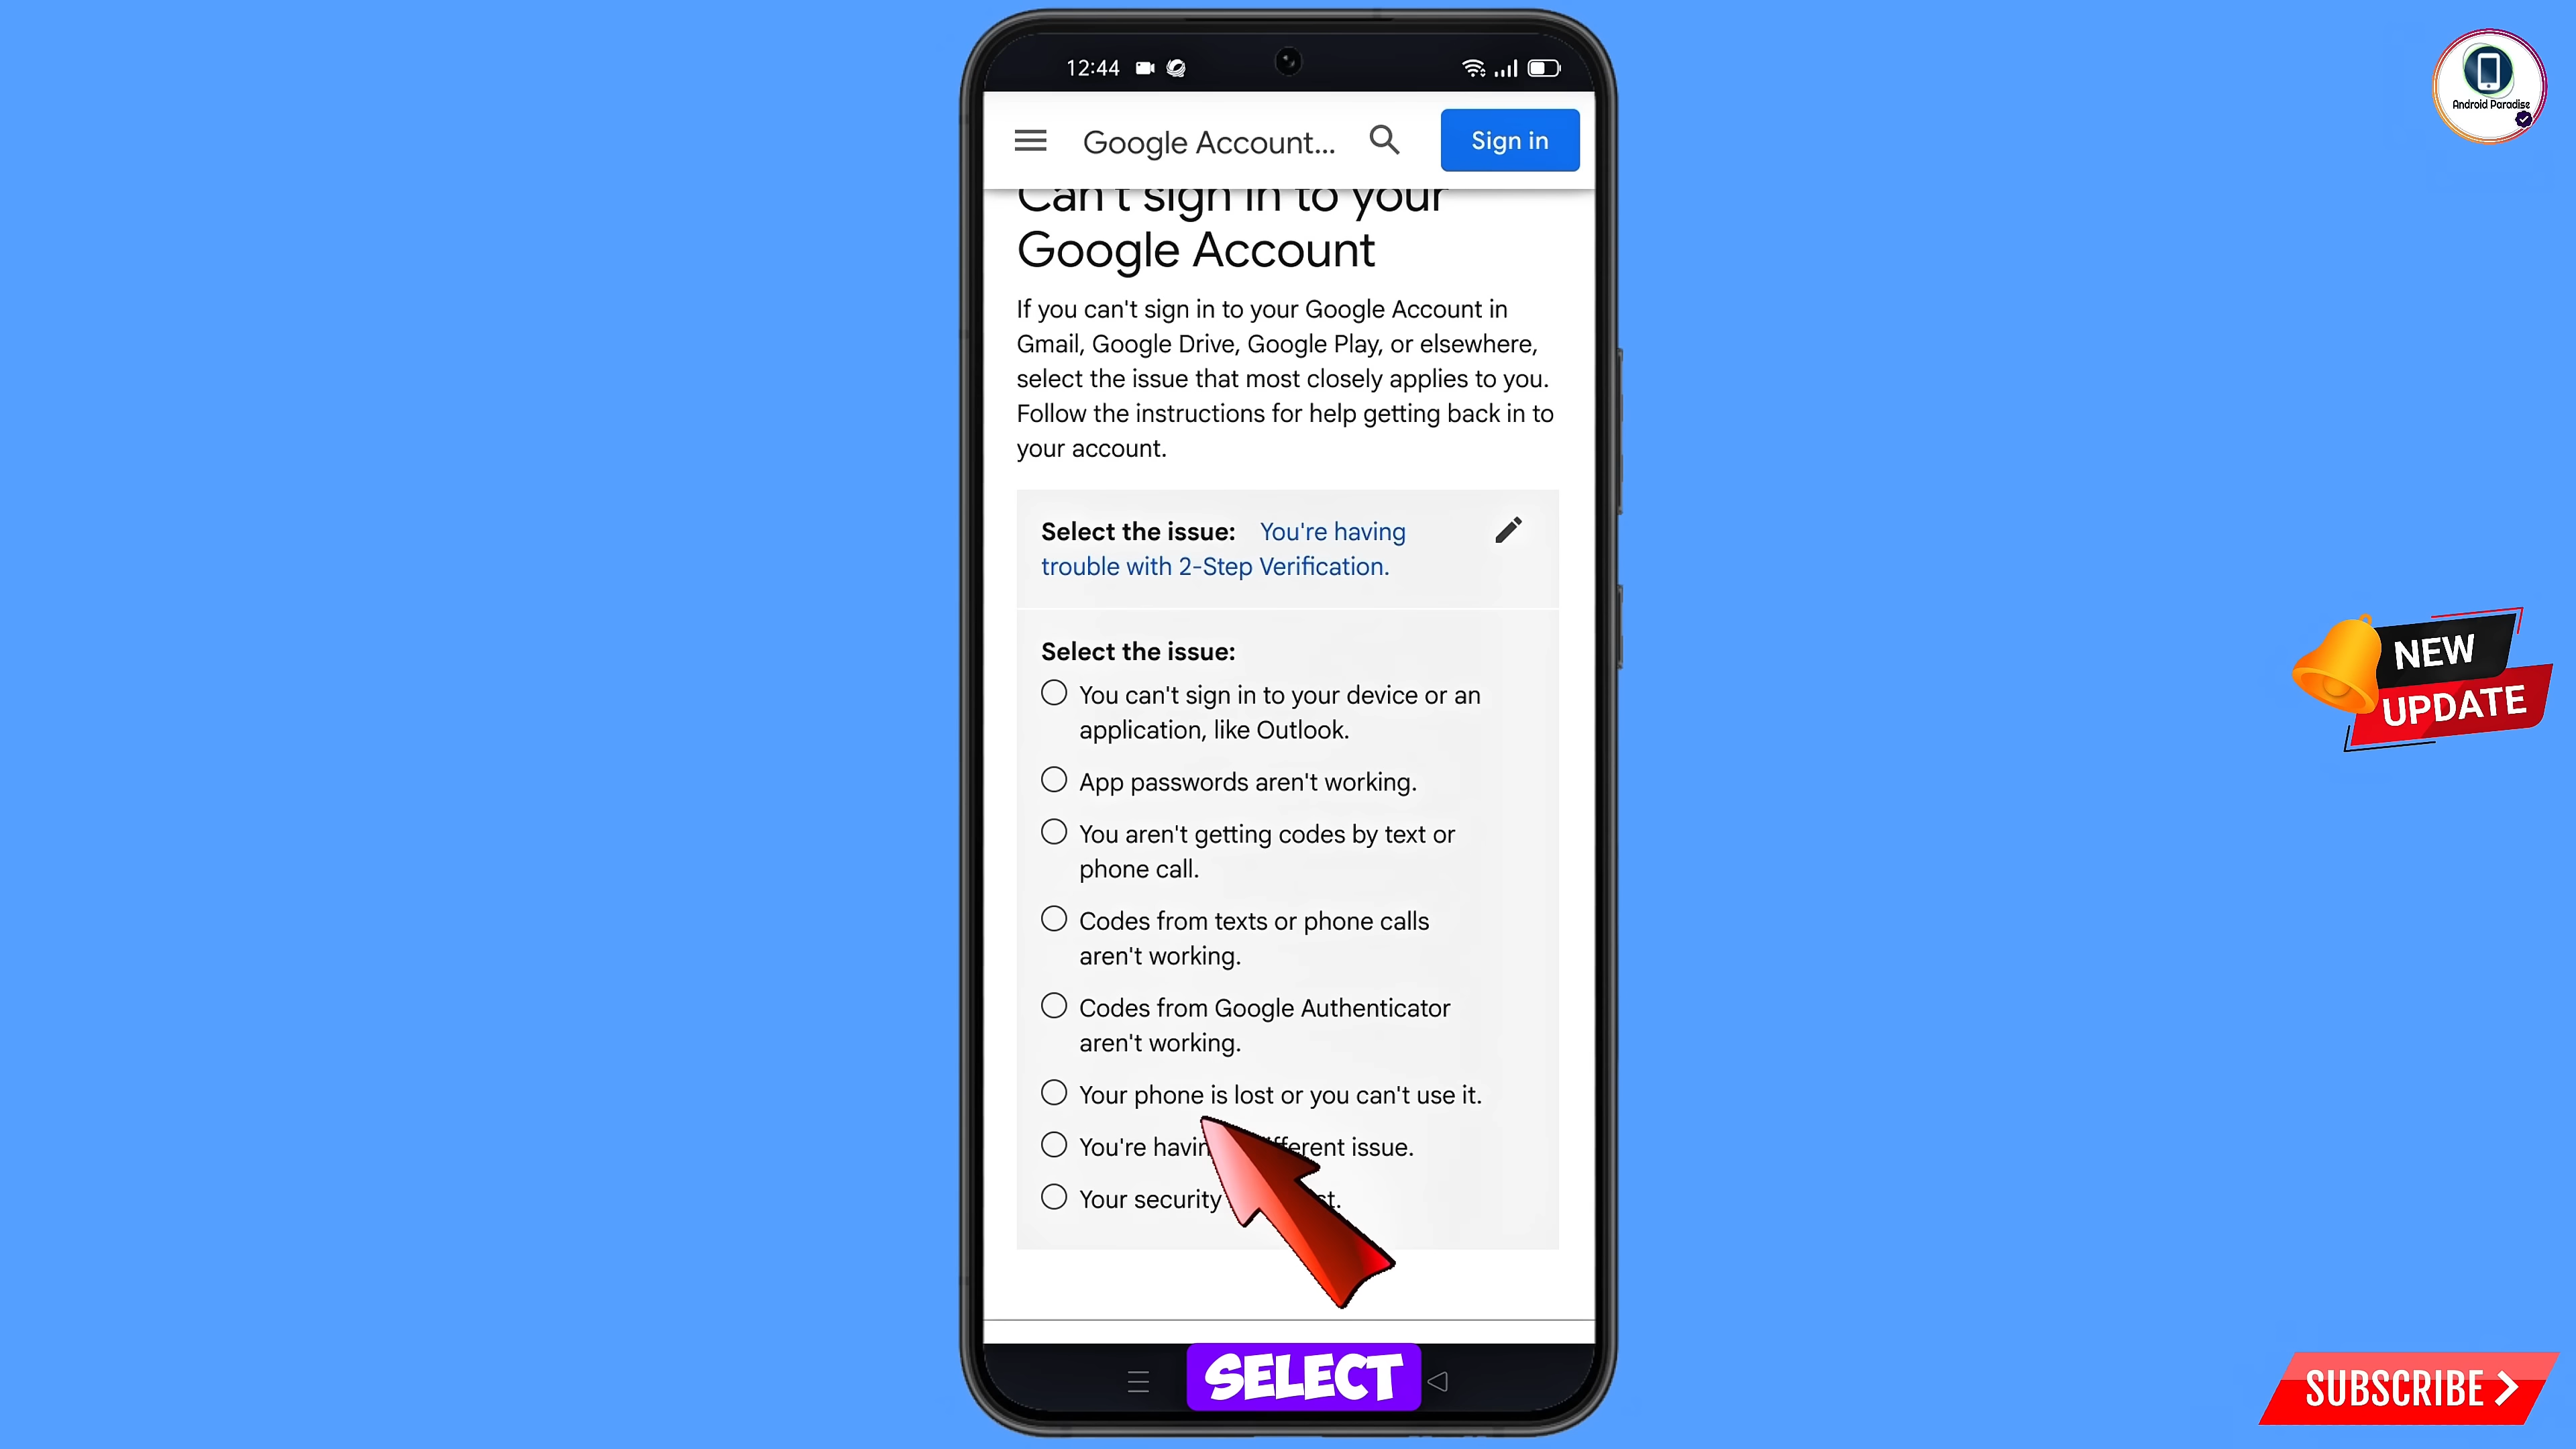 12:44
Android Paradise
Google Account...
Sign in
Can't sign in to your
Google Account
If you can't sign in to your Google Account in
Gmail, Google Drive, Google Play, or elsewhere,
select the issue that most closely applies to you.
Follow the instructions for help getting back in to
your account.
Select the issue: You're having
trouble with 2-Step Verification.
Select the issue:
You can't sign in to your device or an
application, like Outlook.
App passwords aren't working.
You aren't getting codes by text or
phone call.
Codes from texts or phone calls
aren't working.
Codes from Google Authenticator
aren't working.
Your phone is lost or you can't use it.
You're issue.
Your security
NEW
UPDATE
SELECT
SUBSCRIBE